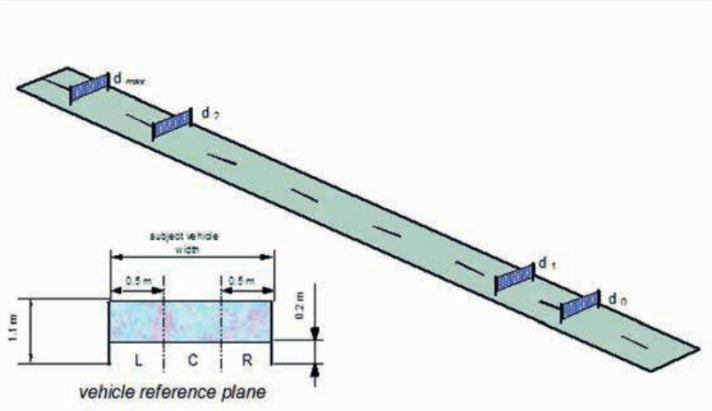 d max
d 2
d 1
d 0
subject vehicle
width
0.5 m
0.5 m
1.1 m
0.2 m
L C R
vehicle reference plane